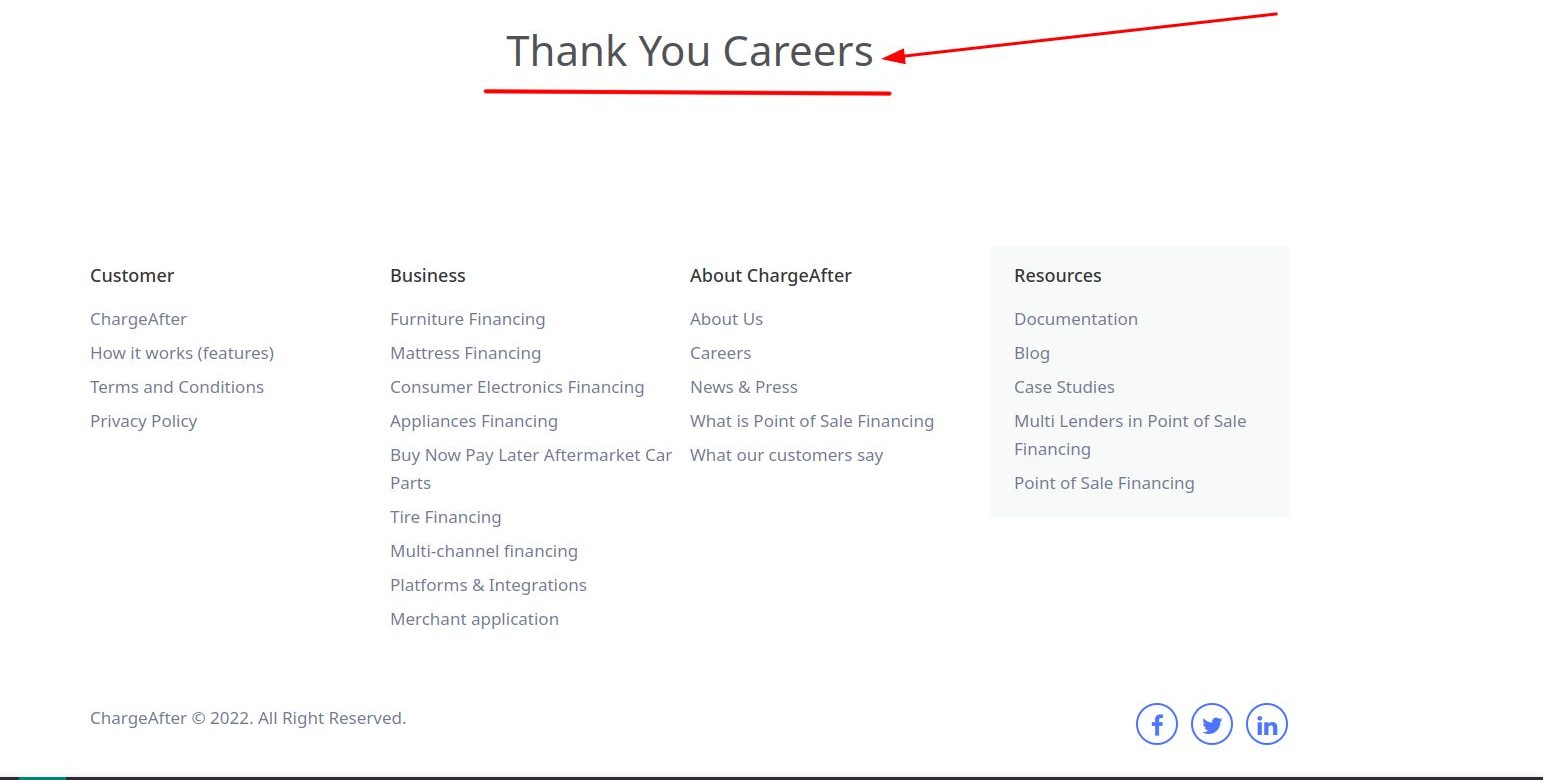 Thank You Careers
Customer
ChargeAfter
How it works (features)
Terms and Conditions
Privacy Policy
Business
Furniture Financing
Mattress Financing
Consumer Electronics Financing
Appliances Financing
Buy Now Pay Later Aftermarket Car
Parts
Tire Financing
Multi-channel financing
Platforms & Integrations
Merchant application
About ChargeAfter
About Us
Careers
News & Press
What is Point of Sale Financing
What our customers say
Resources
Documentation
Blog
Case Studies
Multi Lenders in Point of Sale
Financing
Point of Sale Financing
ChargeAfter © 2022. All Right Reserved.